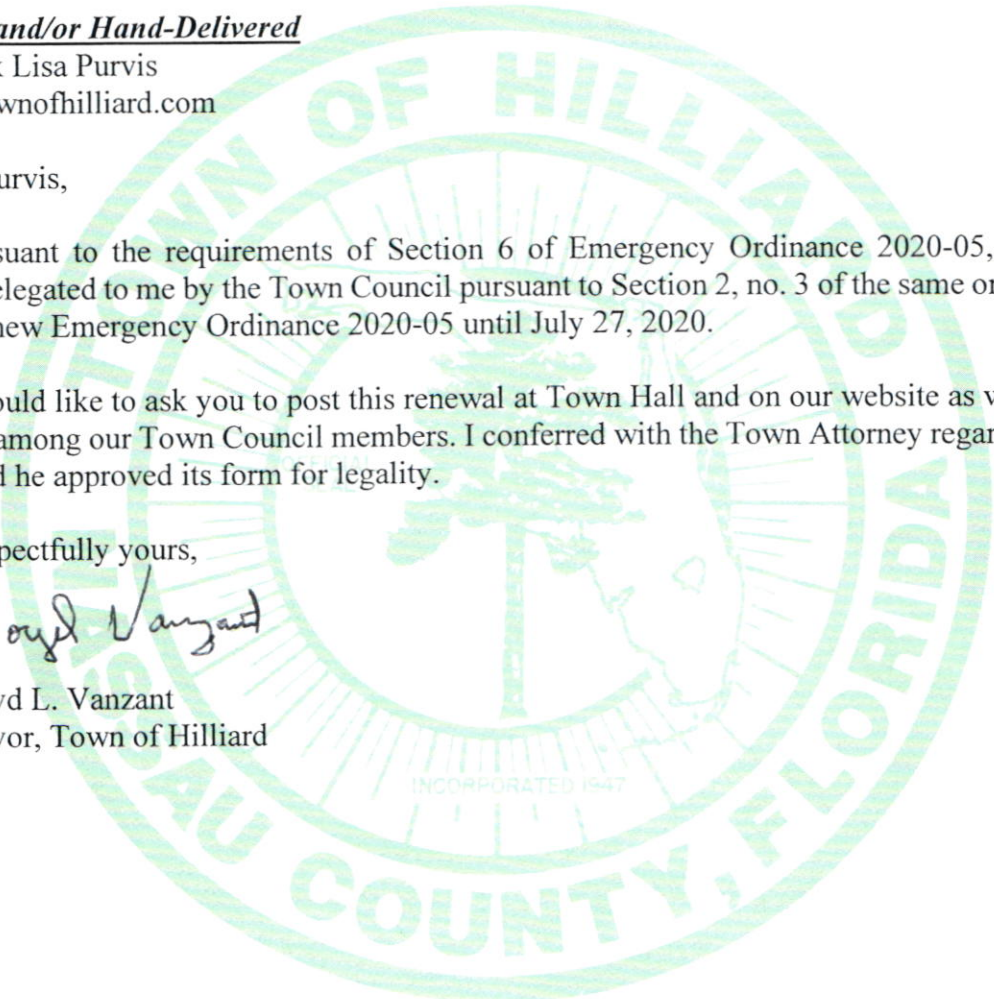 and/or Hand-Delivered
k Lisa Purvis
wnofhilliard.com
urvis,
suant to the requirements of Section 6 of Emergency Ordinance 2020-05,
elegated to me by the Town Council pursuant to Section 2, no. 3 of the same or
new Emergency Ordinance 2020-05 until July 27, 2020.
ould like to ask you to post this renewal at Town Hall and on our website as w
among our Town Council members. I conferred with the Town Attorney regar
d he approved its form for legality.
pectfully yours,
oyd Vanzant
yd L. Vanzant
yor, Town of Hilliard
TOWN OF HILLIARD
OFFICIAL
INCORPORATED 1947
NASSAU COUNTY, FLORIDA